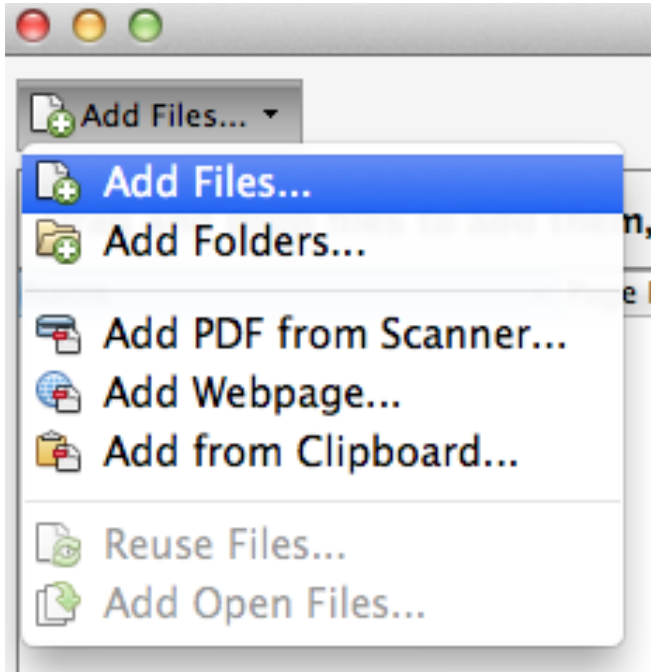 Add Files...
Add Files...
Add Folders...
Add PDF from Scanner...
Add Webpage...
Add from Clipboard...
Reuse Files...
Add Open Files...